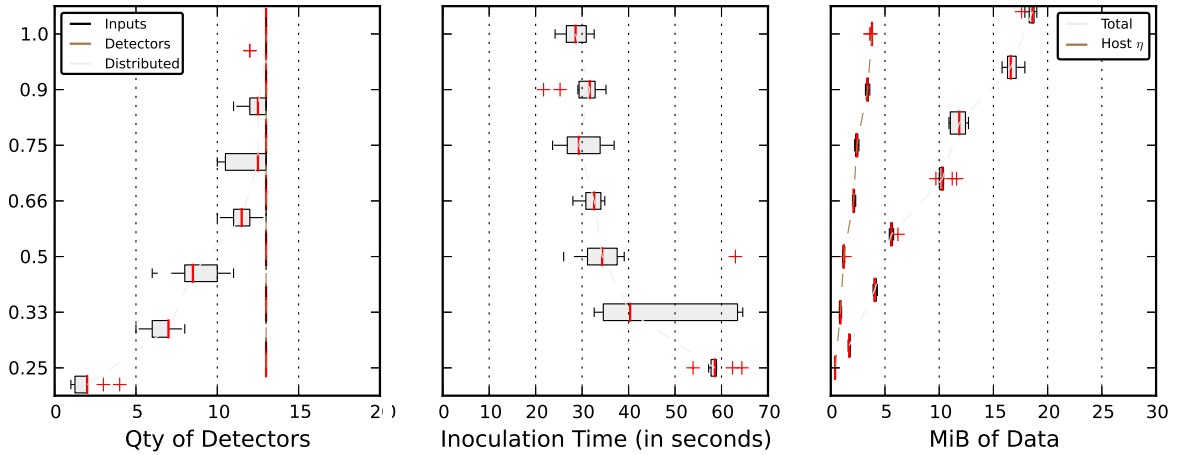 Inputs
Detectors
Distributed
1.0
0.9
0.75
0.66
0.5
0.33
0.25
0 5 10 15 20
Qty of Detectors
0 10 20 30 40 50 60 70
Inoculation Time (in seconds)
Total
Host η
0 5 10 15 20 25 30
MiB of Data